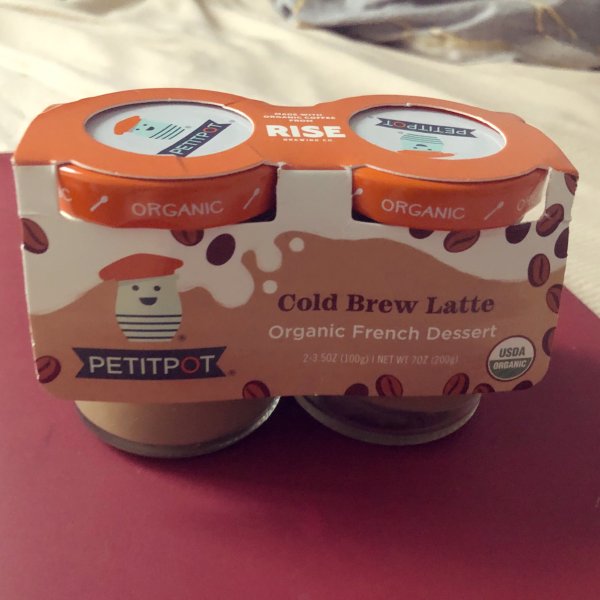 PETITPOT
MADE WITH
ORGANIC COFFEE
FROM
RISE
BREWING CO.
PETITPOT
ORGANIC
ORGANIC
Cold Brew Latte
Organic French Dessert
2-3.5OZ (100g) | NET WT 7OZ (200g)
PETITPOT
USDA
ORGANIC